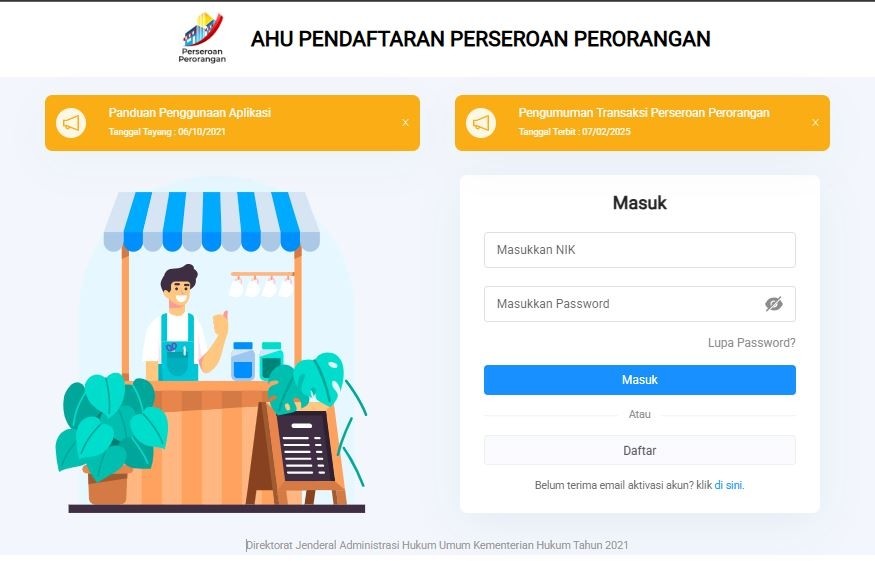 Perseroan
Perorangan
AHU PENDAFTARAN PERSEROAN PERORANGAN
Panduan Penggunaan Aplikasi
Tanggal Tayang : 06/10/2021
x
Pengumuman Transaksi Perseroan Perorangan
Tanggal Terbit : 07/02/2025
x
Masuk
Masukkan NIK
Masukkan Password
Lupa Password?
Masuk
Atau
Daftar
Belum terima email aktivasi akun? klik di sini.
Direktorat Jenderal Administrasi Hukum Umum Kementerian Hukum Tahun 2021